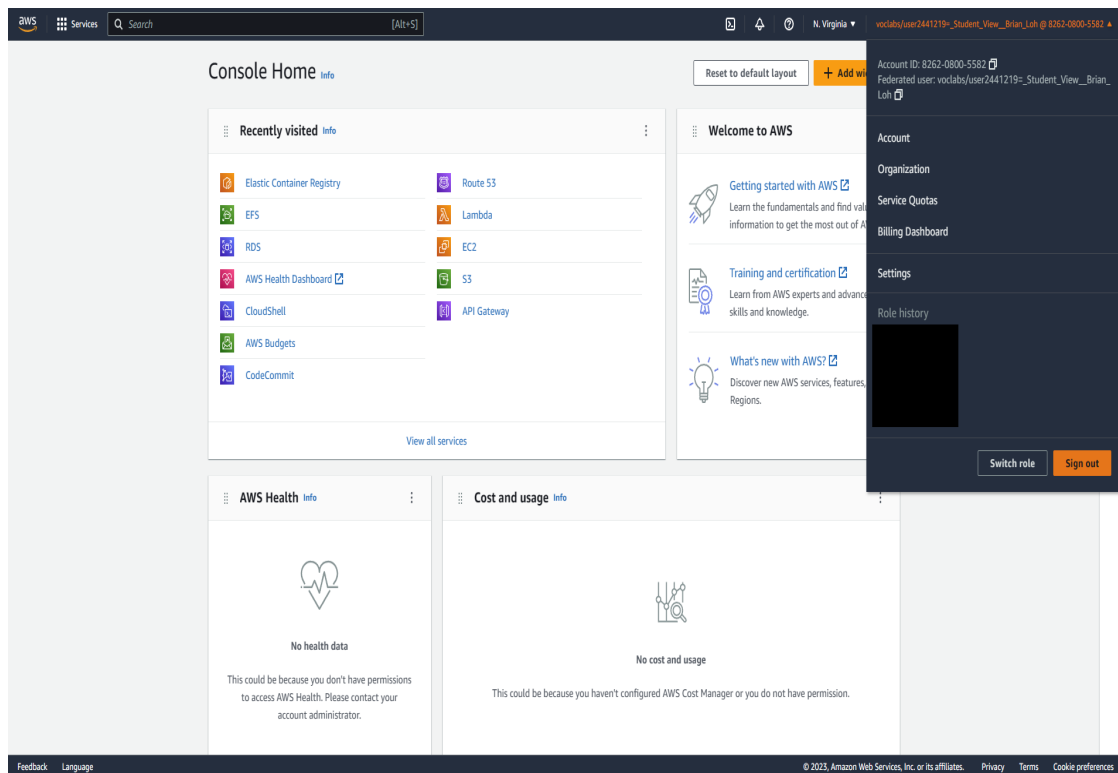 aws Services Search [Alt+S] N. Virginia voclabs/user2441219=_Student_View__Brian_Loh @ 8262-0800-5582
Account ID: 8262-0800-5582
Federated user: voclabs/user2441219=_Student_View__Brian_
Loh
Account
Organization
Service Quotas
Billing Dashboard
Settings
Role history
Switch role Sign out
Console Home Info
Reset to default layout + Add wi
Recently visited Info
Elastic Container Registry
EFS
RDS
AWS Health Dashboard
CloudShell
AWS Budgets
CodeCommit
Route 53
Lambda
EC2
S3
API Gateway
View all services
Welcome to AWS
Getting started with AWS
Learn the fundamentals and find valu
information to get the most out of A
Training and certification
Learn from AWS experts and advance
skills and knowledge.
What's new with AWS?
Discover new AWS services, features,
Regions.
AWS Health Info
No health data
This could be because you don't have permissions
to access AWS Health. Please contact your
account administrator.
Cost and usage Info
No cost and usage
This could be because you haven't configured AWS Cost Manager or you do not have permission.
Feedback Language © 2023, Amazon Web Services, Inc. or its affiliates. Privacy Terms Cookie preferences